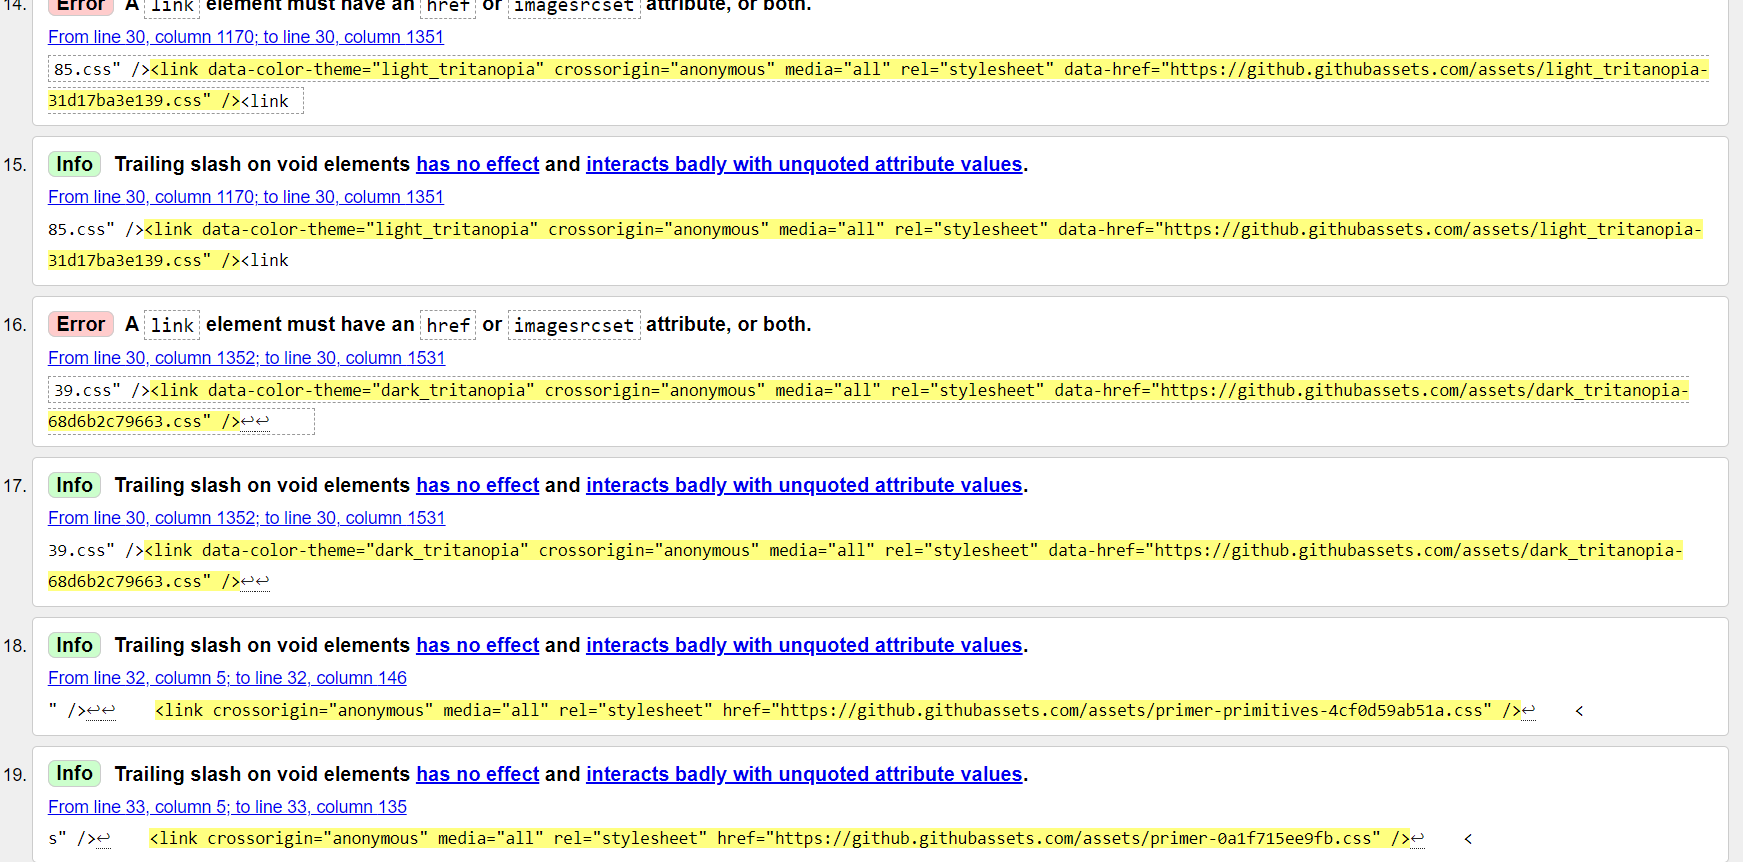 14. Error A link element must have an href or imagesrcset attribute, or both.
From line 30, column 1170; to line 30, column 1351
85.css" /><link data-color-theme="light_tritanopia" crossorigin="anonymous" media="all" rel="stylesheet" data-href="https://github.githubassets.com/assets/light_tritanopia-
31d17ba3e139.css" /><link
15. Info Trailing slash on void elements has no effect and interacts badly with unquoted attribute values.
From line 30, column 1170; to line 30, column 1351
85.css" /><link data-color-theme="light_tritanopia" crossorigin="anonymous" media="all" rel="stylesheet" data-href="https://github.githubassets.com/assets/light_tritanopia-
31d17ba3e139.css" /><link
16. Error A link element must have an href or imagesrcset attribute, or both.
From line 30, column 1352; to line 30, column 1531
39.css" /><link data-color-theme="dark_tritanopia" crossorigin="anonymous" media="all" rel="stylesheet" data-href="https://github.githubassets.com/assets/dark_tritanopia-
68d6b2c79663.css" />↩↩
17. Info Trailing slash on void elements has no effect and interacts badly with unquoted attribute values.
From line 30, column 1352; to line 30, column 1531
39.css" /><link data-color-theme="dark_tritanopia" crossorigin="anonymous" media="all" rel="stylesheet" data-href="https://github.githubassets.com/assets/dark_tritanopia-
68d6b2c79663.css" />↩↩
18. Info Trailing slash on void elements has no effect and interacts badly with unquoted attribute values.
From line 32, column 5; to line 32, column 146
" />↩↩    <link crossorigin="anonymous" media="all" rel="stylesheet" href="https://github.githubassets.com/assets/primer-primitives-4cf0d59ab51a.css" />↩    <
19. Info Trailing slash on void elements has no effect and interacts badly with unquoted attribute values.
From line 33, column 5; to line 33, column 135
s" />↩    <link crossorigin="anonymous" media="all" rel="stylesheet" href="https://github.githubassets.com/assets/primer-0a1f715ee9fb.css" />↩    <